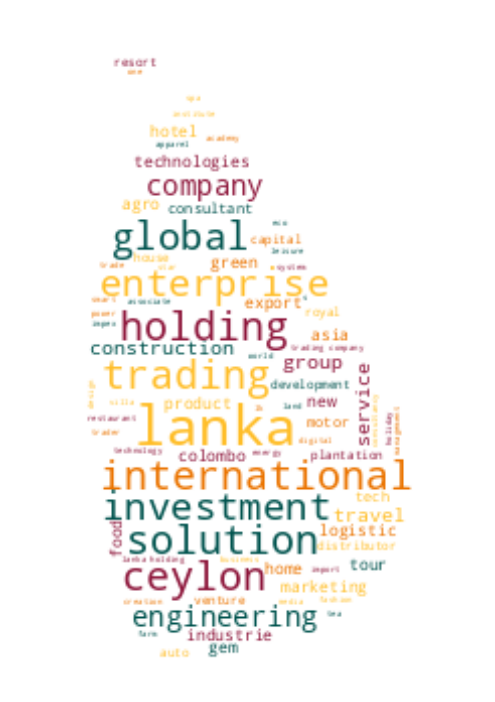 resort
one
spa
institute
hotel
academy
apparel
technologies
company
agro
consultant
eco
global
capital
leisure
house
green
trade
star
system
enterprise
smart
associate
export
royal
power
holding
impex
asia
construction
trading company
world
group
trading
service
development
design
villa
product
new
land
lanka
restaurant
motor
holiday
management
consultancy
trader
digital
technology
colombo
energy
plantation
international
investment
tech
travel
food
solution
logistic
distributor
lanka holding
business
ceylon
home
import
tour
marketing
creation
venture
media
fashion
engineering
tea
farm
industrie
gem
auto